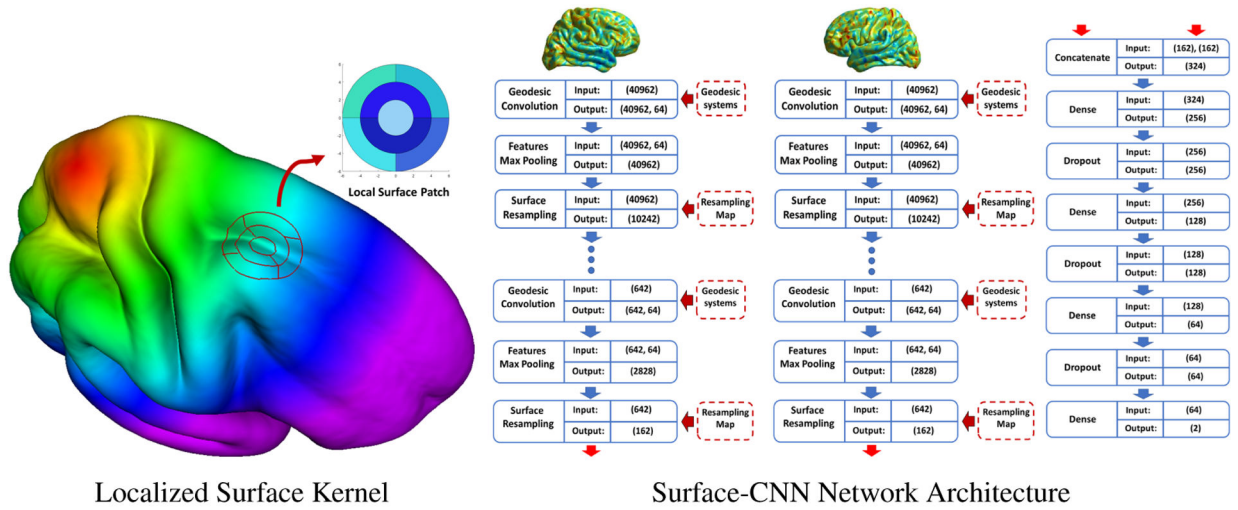 Local Surface Patch
-6 -4 -2 0 2 4 6
Localized Surface Kernel
Geodesic Convolution
Input: (40962)
Output: (40962, 64)
Geodesic systems
Features Max Pooling
Input: (40962, 64)
Output: (40962)
Surface Resampling
Input: (40962)
Output: (10242)
Resampling Map
Geodesic Convolution
Input: (642)
Output: (642, 64)
Geodesic systems
Features Max Pooling
Input: (642, 64)
Output: (2828)
Surface Resampling
Input: (642)
Output: (162)
Resampling Map
Geodesic Convolution
Input: (40962)
Output: (40962, 64)
Geodesic systems
Features Max Pooling
Input: (40962, 64)
Output: (40962)
Surface Resampling
Input: (40962)
Output: (10242)
Resampling Map
Geodesic Convolution
Input: (642)
Output: (642, 64)
Geodesic systems
Features Max Pooling
Input: (642, 64)
Output: (2828)
Surface Resampling
Input: (642)
Output: (162)
Resampling Map
Concatenate
Input: (162), (162)
Output: (324)
Dense
Input: (324)
Output: (256)
Dropout
Input: (256)
Output: (256)
Dense
Input: (256)
Output: (128)
Dropout
Input: (128)
Output: (128)
Dense
Input: (128)
Output: (64)
Dropout
Input: (64)
Output: (64)
Dense
Input: (64)
Output: (2)
Surface-CNN Network Architecture